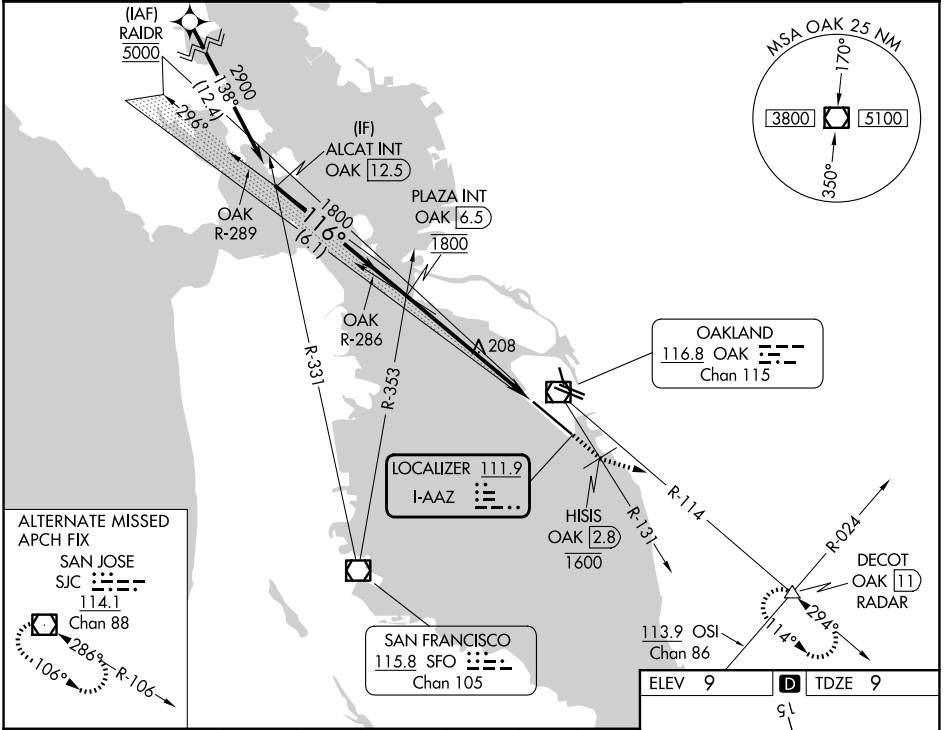 (IAF)
RAIDR
5000
2900
138°
(12.4)
296°
(IF)
ALCAT INT
OAK 12.5
PLAZA INT
OAK 6.5
1800
1800
116°
(6.1)
OAK
R-289
OAK
R-286
R-331
R-353
208
MSA OAK 25 NM
170°
3800
5100
350°
OAKLAND
116.8 OAK
Chan 115
LOCALIZER 111.9
I-AAZ
HISIS
OAK 2.8
1600
R-131
R-114
R-024
DECOT
OAK 11
RADAR
294°
114°
113.9 OSI
Chan 86
SAN FRANCISCO
115.8 SFO
Chan 105
ALTERNATE MISSED
APCH FIX
SAN JOSE
SJC
114.1
Chan 88
286°
106°
R-106
ELEV 9
D
TDZE 9
15